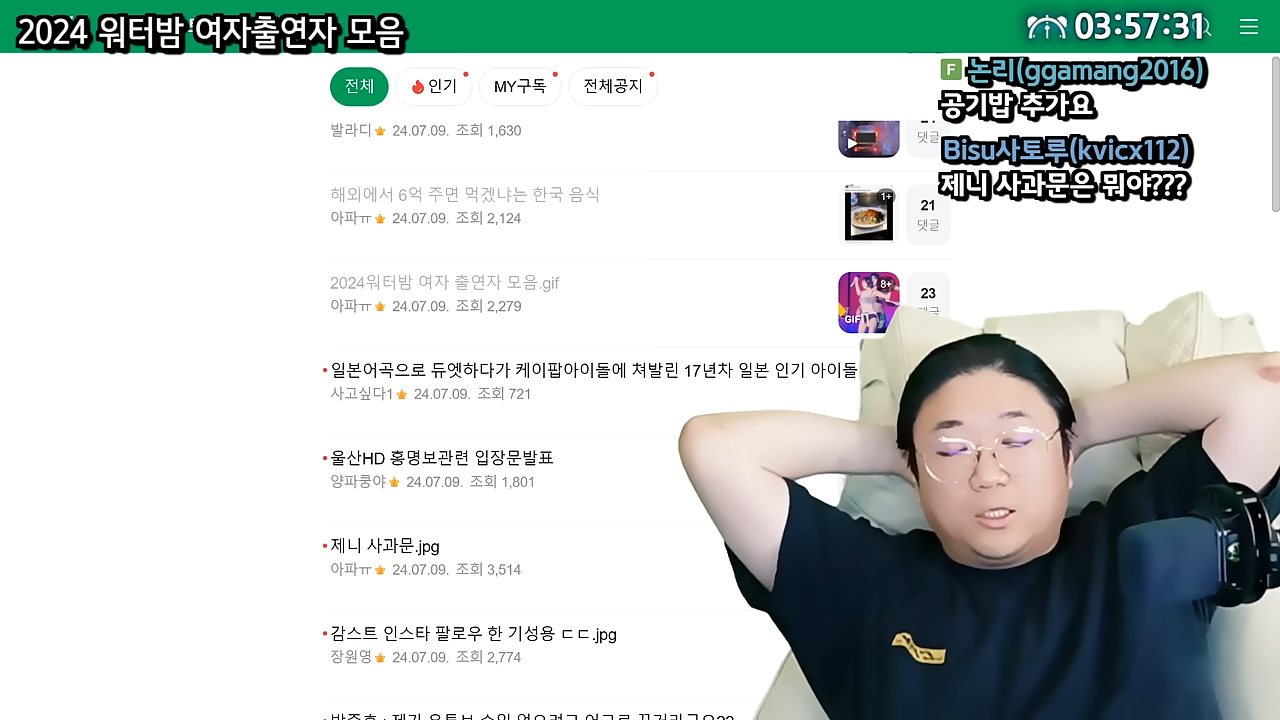 2024 워터밤 여자출연자 모음
03:57:31
전체
인기
MY구독
전체공지
F 논리(ggamang2016)
공기밥 추가요
Bisu사토루(kvicx112)
제니 사과문은 뭐야???
발라디 24.07.09. 조회 1,630
댓글
해외에서 6억 주면 먹겠냐는 한국 음식
아파ㅠ 24.07.09. 조회 2,124
1+
21
댓글
2024워터밤 여자 출연자 모음.gif
아파ㅠ 24.07.09. 조회 2,279
8+
GIF
23
일본어곡으로 듀엣하다가 케이팝아이돌에 쳐발린 17년차 일본 인기 아이돌
사고싶다1 24.07.09. 조회 721
울산HD 홍명보관련 입장문발표
양파쿵야 24.07.09. 조회 1,801
제니 사과문.jpg
아파ㅠ 24.07.09. 조회 3,514
감스트 인스타 팔로우 한 기성용 ㄷㄷ.jpg
장원영 24.07.09. 조회 2,774